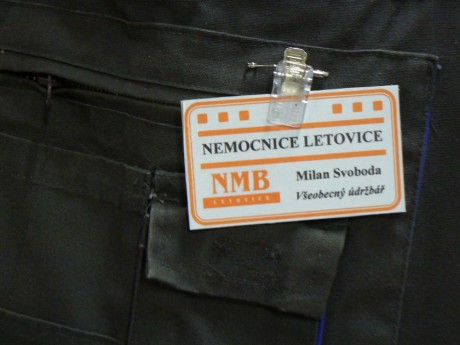 NEMOCNICE LETOVICE
NMB
LETOVICE
Milan Svoboda
Všeobecný údržbář